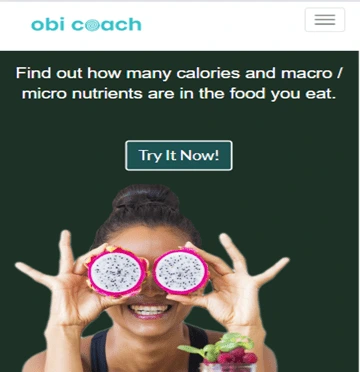 obi coach
Find out how many calories and macro /
micro nutrients are in the food you eat.
Try It Now!